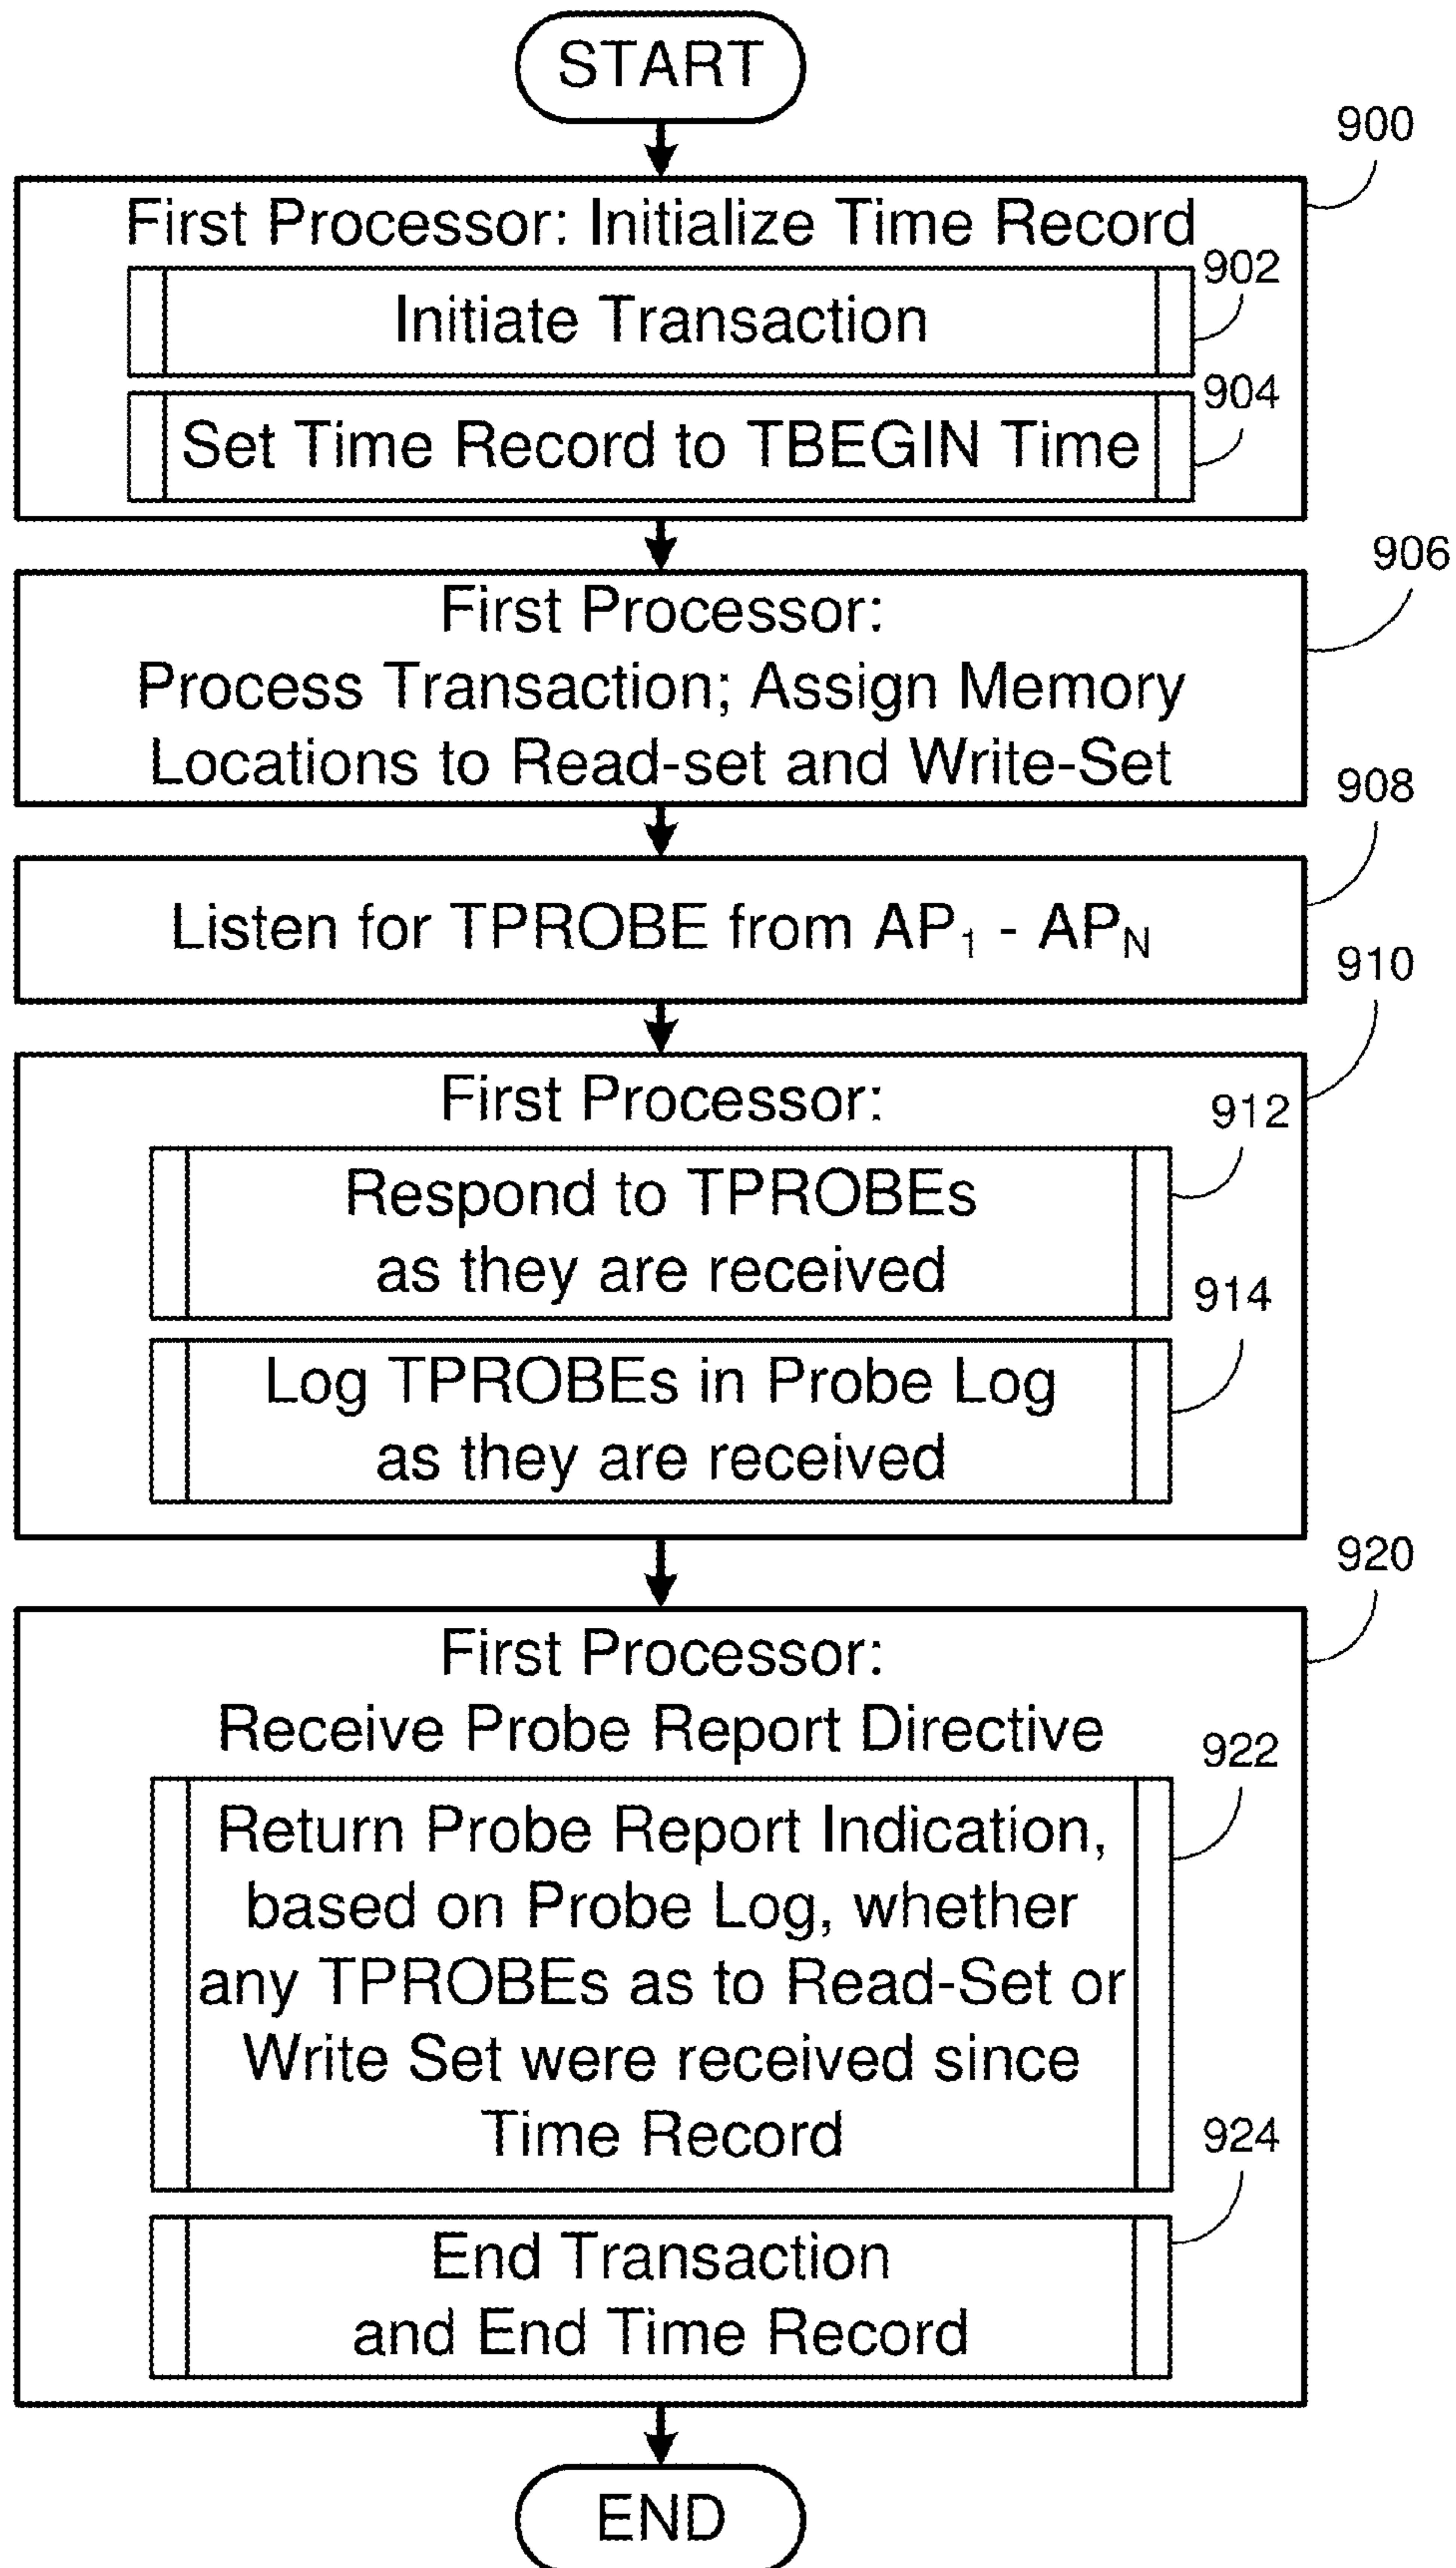 START
900
First Processor: Initialize Time Record
902
Initiate Transaction
904
Set Time Record to TBEGIN Time
906
First Processor:
Process Transaction; Assign Memory
Locations to Read-set and Write-Set
908
Listen for TPROBE from AP₁ - APN
910
First Processor:
912
Respond to TPROBEs
as they are received
914
Log TPROBEs in Probe Log
as they are received
920
First Processor:
Receive Probe Report Directive
922
Return Probe Report Indication,
based on Probe Log, whether
any TPROBEs as to Read-Set or
Write Set were received since
Time Record
924
End Transaction
and End Time Record
END